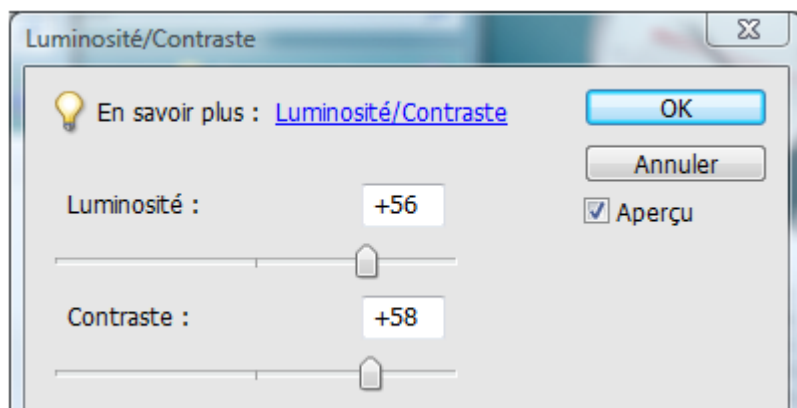 Luminosité/Contraste
En savoir plus : Luminosité/Contraste
OK
Annuler
Luminosité :
+56
Aperçu
Contraste :
+58